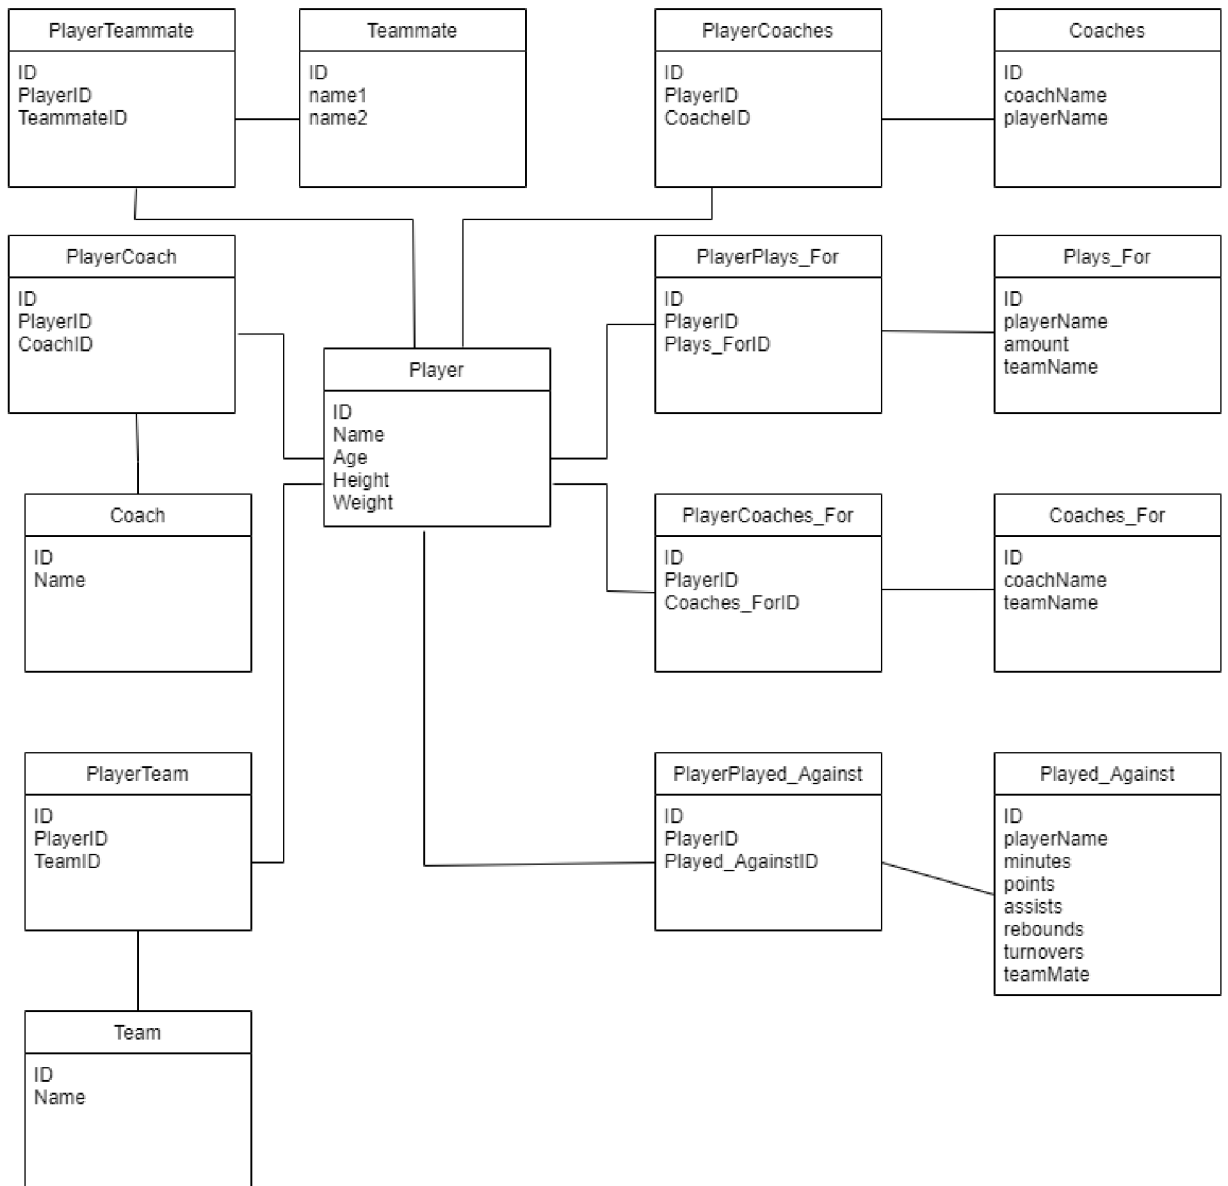 PlayerTeammate
ID
PlayerID
TeammateID
Teammate
ID
name1
name2
PlayerCoaches
ID
PlayerID
CoacheID
Coaches
ID
coachName
playerName
PlayerCoach
ID
PlayerID
CoachID
Player
ID
Name
Age
Height
Weight
PlayerPlays_For
ID
PlayerID
Plays_ForID
Plays_For
ID
playerName
amount
teamName
Coach
ID
Name
PlayerCoaches_For
ID
PlayerID
Coaches_ForID
Coaches_For
ID
coachName
teamName
PlayerTeam
ID
PlayerID
TeamID
PlayerPlayed_Against
ID
PlayerID
Played_AgainstID
Played_Against
ID
playerName
minutes
points
assists
rebounds
turnovers
teamMate
Team
ID
Name